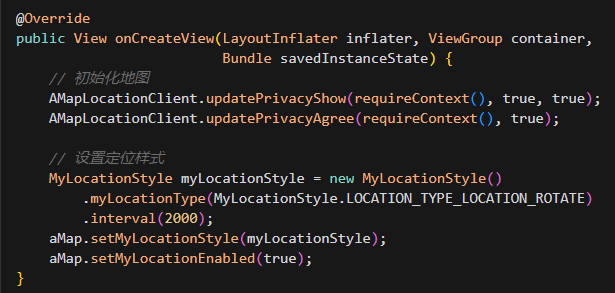 @Override
public View onCreateView(LayoutInflater inflater, ViewGroup container,
                         Bundle savedInstanceState) {
    // 初始化地图
    AMapLocationClient.updatePrivacyShow(requireContext(), true, true);
    AMapLocationClient.updatePrivacyAgree(requireContext(), true);

    // 设置定位样式
    MyLocationStyle myLocationStyle = new MyLocationStyle()
        .myLocationType(MyLocationStyle.LOCATION_TYPE_LOCATION_ROTATE)
        .interval(2000);
    aMap.setMyLocationStyle(myLocationStyle);
    aMap.setMyLocationEnabled(true);
}